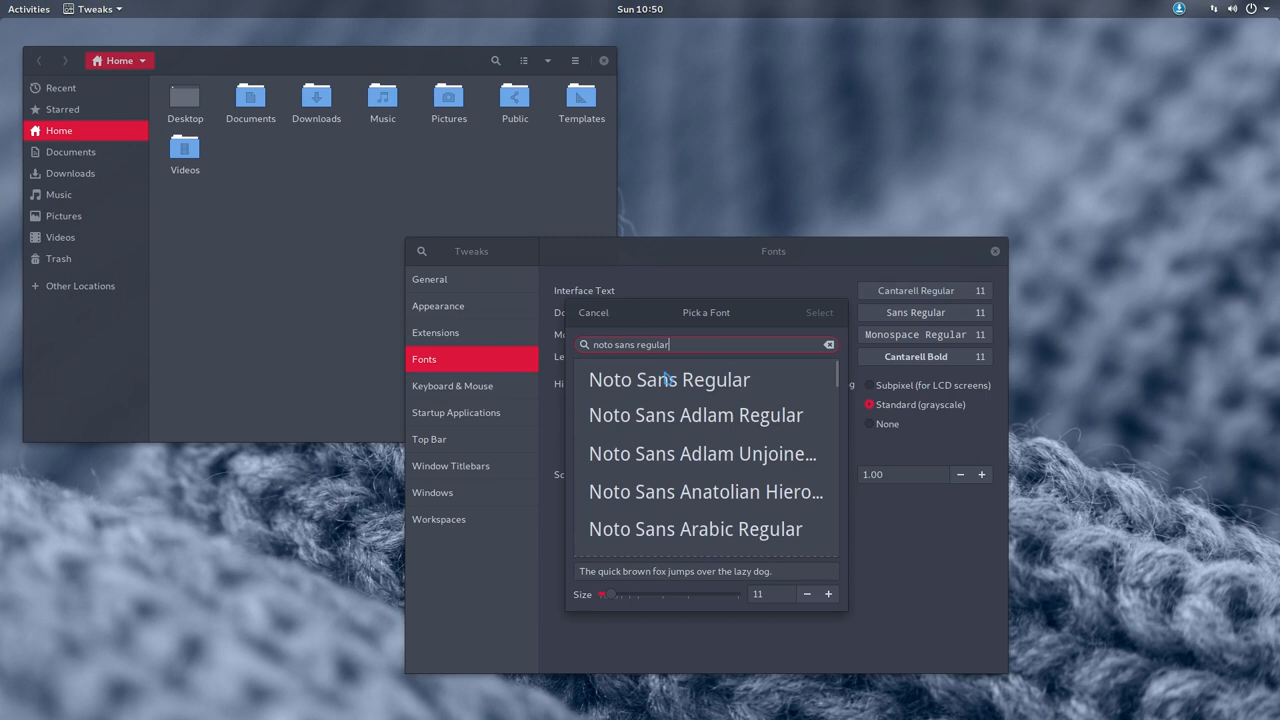 Activities
Tweaks
Sun 10:50
Home
Recent
Starred
Home
Documents
Downloads
Music
Pictures
Videos
Trash
Other Locations
Desktop
Documents
Downloads
Music
Pictures
Public
Templates
Videos
Tweaks
Fonts
General
Appearance
Extensions
Fonts
Keyboard & Mouse
Startup Applications
Top Bar
Window Titlebars
Windows
Workspaces
Interface Text
Cantarell Regular 11
Sans Regular 11
Monospace Regular 11
Cantarell Bold 11
Subpixel (for LCD screens)
Standard (grayscale)
None
1.00
Cancel
Pick a Font
Select
noto sans regular
Noto Sans Regular
Noto Sans Adlam Regular
Noto Sans Adlam Unjoine...
Noto Sans Anatolian Hiero...
Noto Sans Arabic Regular
The quick brown fox jumps over the lazy dog.
Size
11